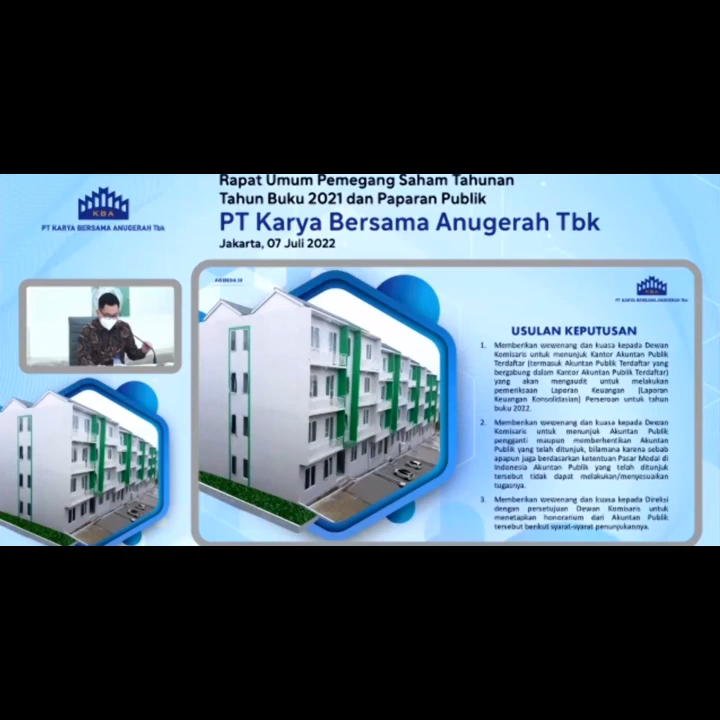 Rapat Umum Pemegang Saham Tahunan
Tahun Buku 2021 dan Paparan Publik
PT Karya Bersama Anugerah Tbk
Jakarta, 07 Juli 2022
KBA
PT KARYA BERSAMA ANUGERAH Tbk
AGENDA III
KBA
PT KARYA BERSAMA ANUGERAH Tbk
USULAN KEPUTUSAN
1. Memberikan wewenang dan kuasa kepada Dewan
Komisaris untuk menunjuk Kantor Akuntan Publik
Terdaftar (termasuk Akuntan Publik Terdaftar yang
bergabung dalam Kantor Akuntan Publik Terdaftar)
yang akan mengaudit untuk melakukan
pemeriksaan Laporan Keuangan (Laporan
Keuangan Konsolidasian) Perseroan untuk tahun
buku 2022.
2. Memberikan wewenang dan kuasa kepada Dewan
Komisaris untuk menunjuk Akuntan Publik
pengganti maupun memberhentikan Akuntan
Publik yang telah ditunjuk, bilamana karena sebab
apapun juga berdasarkan ketentuan Pasar Modal di
Indonesia Akuntan Publik yang telah ditunjuk
tersebut tidak dapat melakukan/menyesuaikan
tugasnya.
3. Memberikan wewenang dan kuasa kepada Direksi
dengan persetujuan Dewan Komisaris untuk
menetapkan honorarium dari Akuntan Publik
tersebut berikut syarat-syarat penunjukannya.